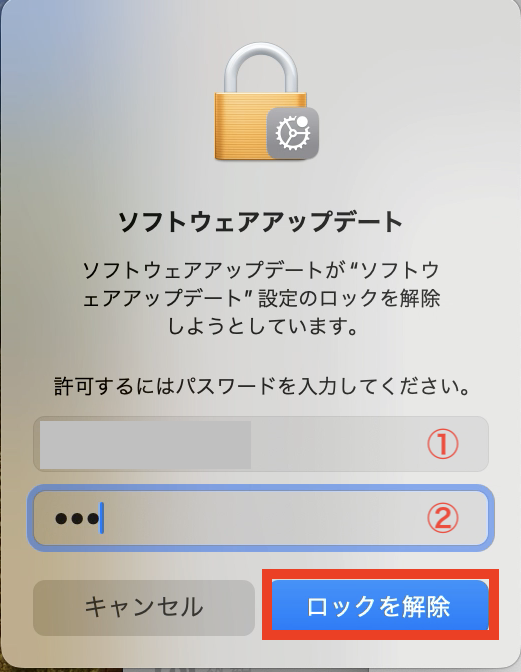 ソフトウェアアップデート
ソフトウェアアップデートが“ソフトウ
ェアアップデート” 設定のロックを解除
しようとしています。
許可するにはパスワードを入力してください。
①
●●● ②
キャンセル ロックを解除